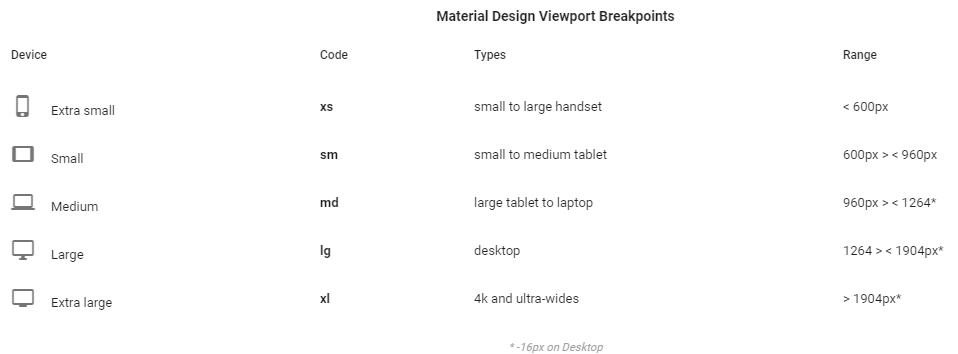 Material Design Viewport Breakpoints
Device Code Types Range
Extra small xs small to large handset < 600px
Small sm small to medium tablet 600px > < 960px
Medium md large tablet to laptop 960px > < 1264*
Large lg desktop 1264 > < 1904px*
Extra large xl 4k and ultra-wides > 1904px*
* -16px on Desktop